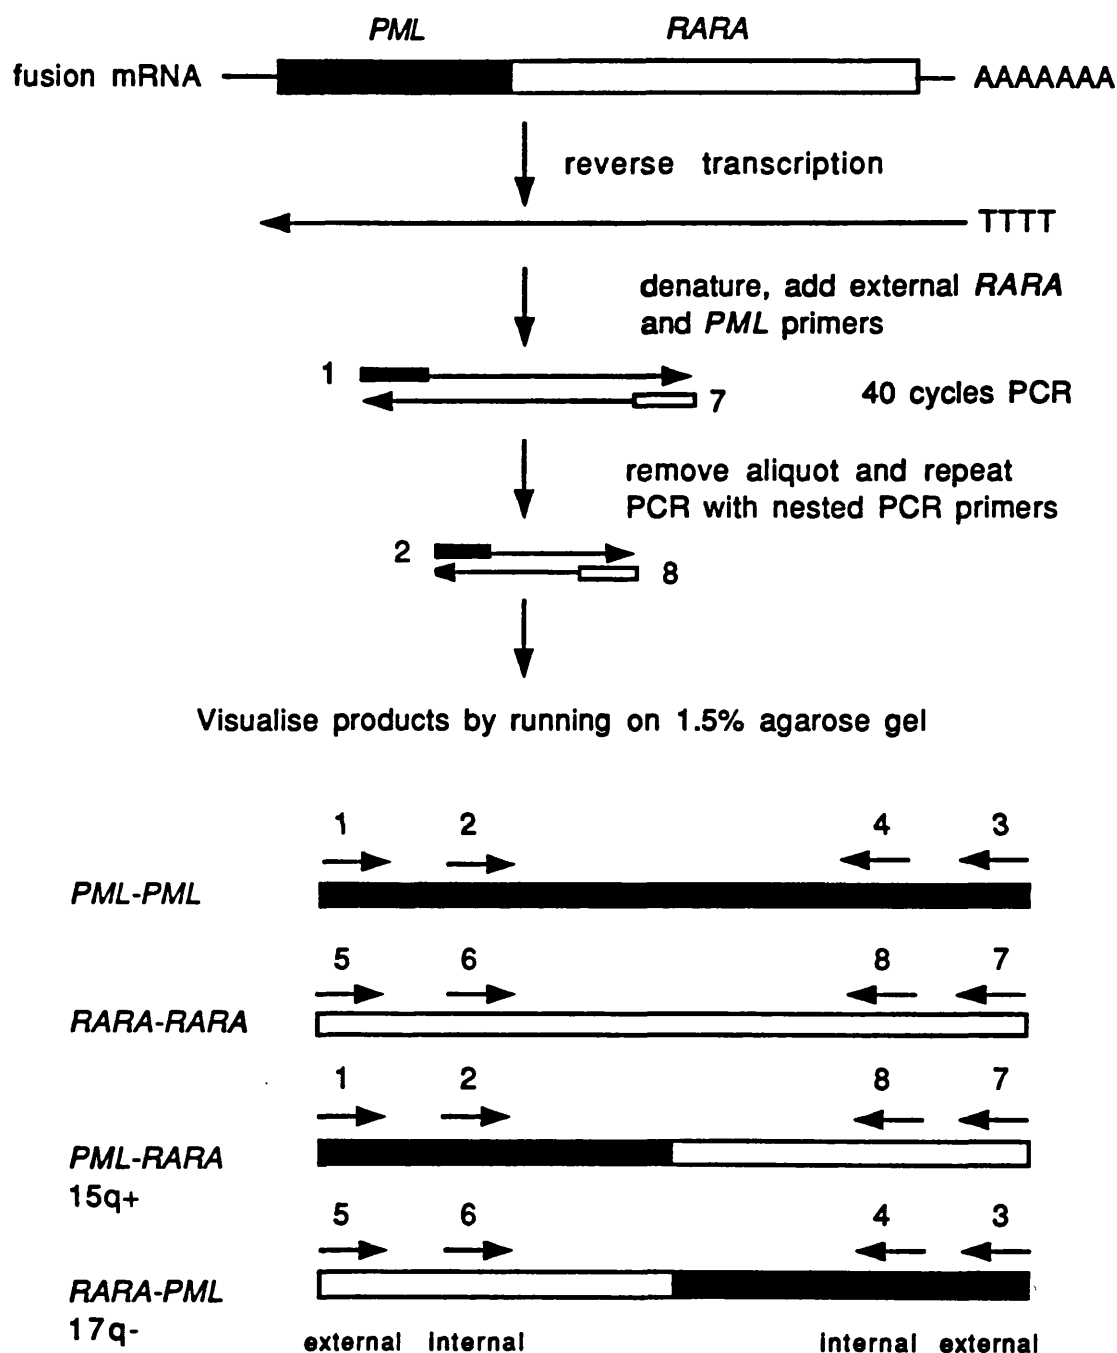 PML RARA
fusion mRNA AAAAAAA
reverse transcription
TTTT
denature, add external RARA
and PML primers
1
7 40 cycles PCR
remove aliquot and repeat
PCR with nested PCR primers
2
8
Visualise products by running on 1.5% agarose gel
1 2 4 3
PML-PML
5 6 8 7
RARA-RARA
1 2 8 7
PML-RARA
15q+
5 6 4 3
RARA-PML
17q-
external internal internal external